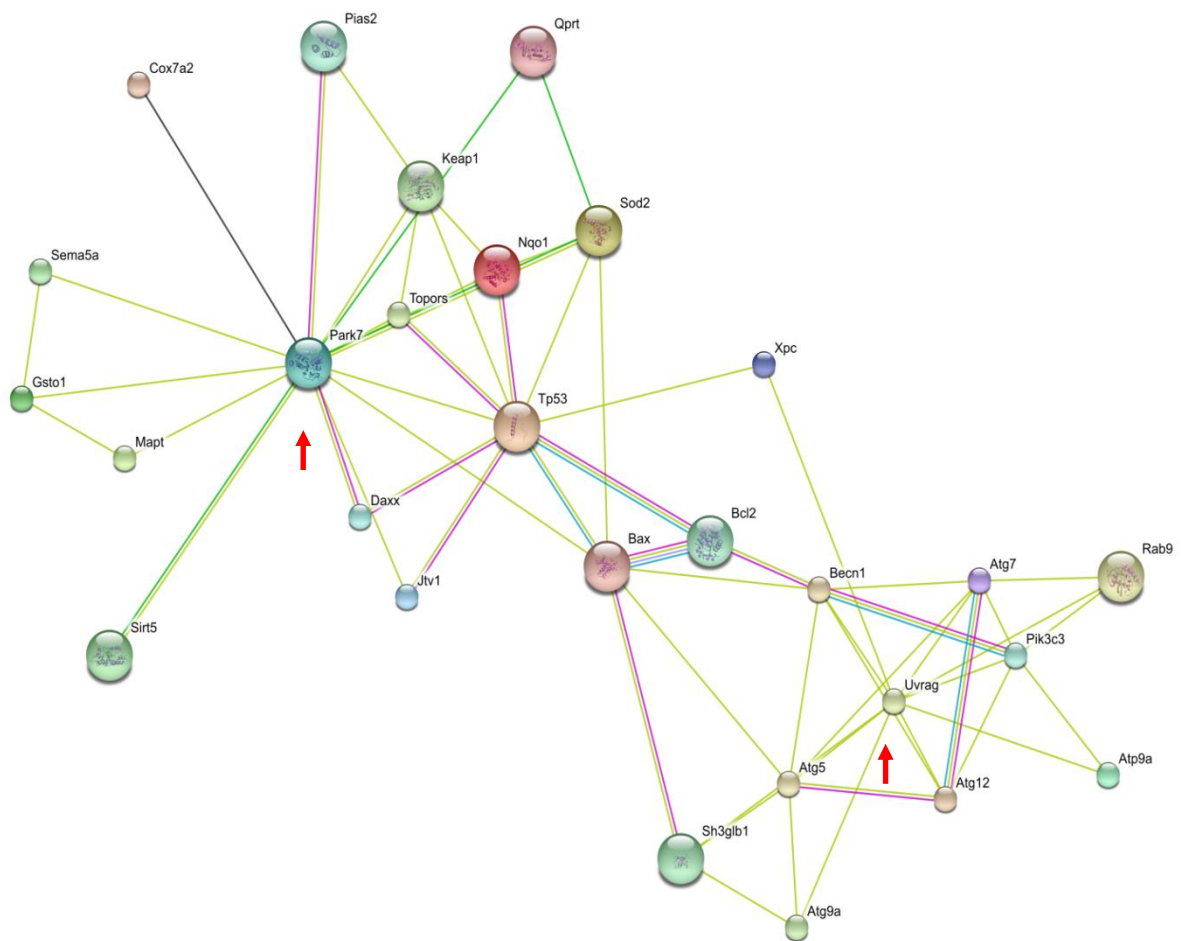 Pias2
Qprt
Cox7a2
Keap1
Sod2
Nqo1
Sema5a
Topors
Park7
Xpc
Gsto1
Tp53
Mapt
Daxx
Bcl2
Bax
Rab9
Atg7
Becn1
Jtv1
Sirt5
Pik3c3
Uvrag
Atp9a
Atg5
Atg12
Sh3glb1
Atg9a